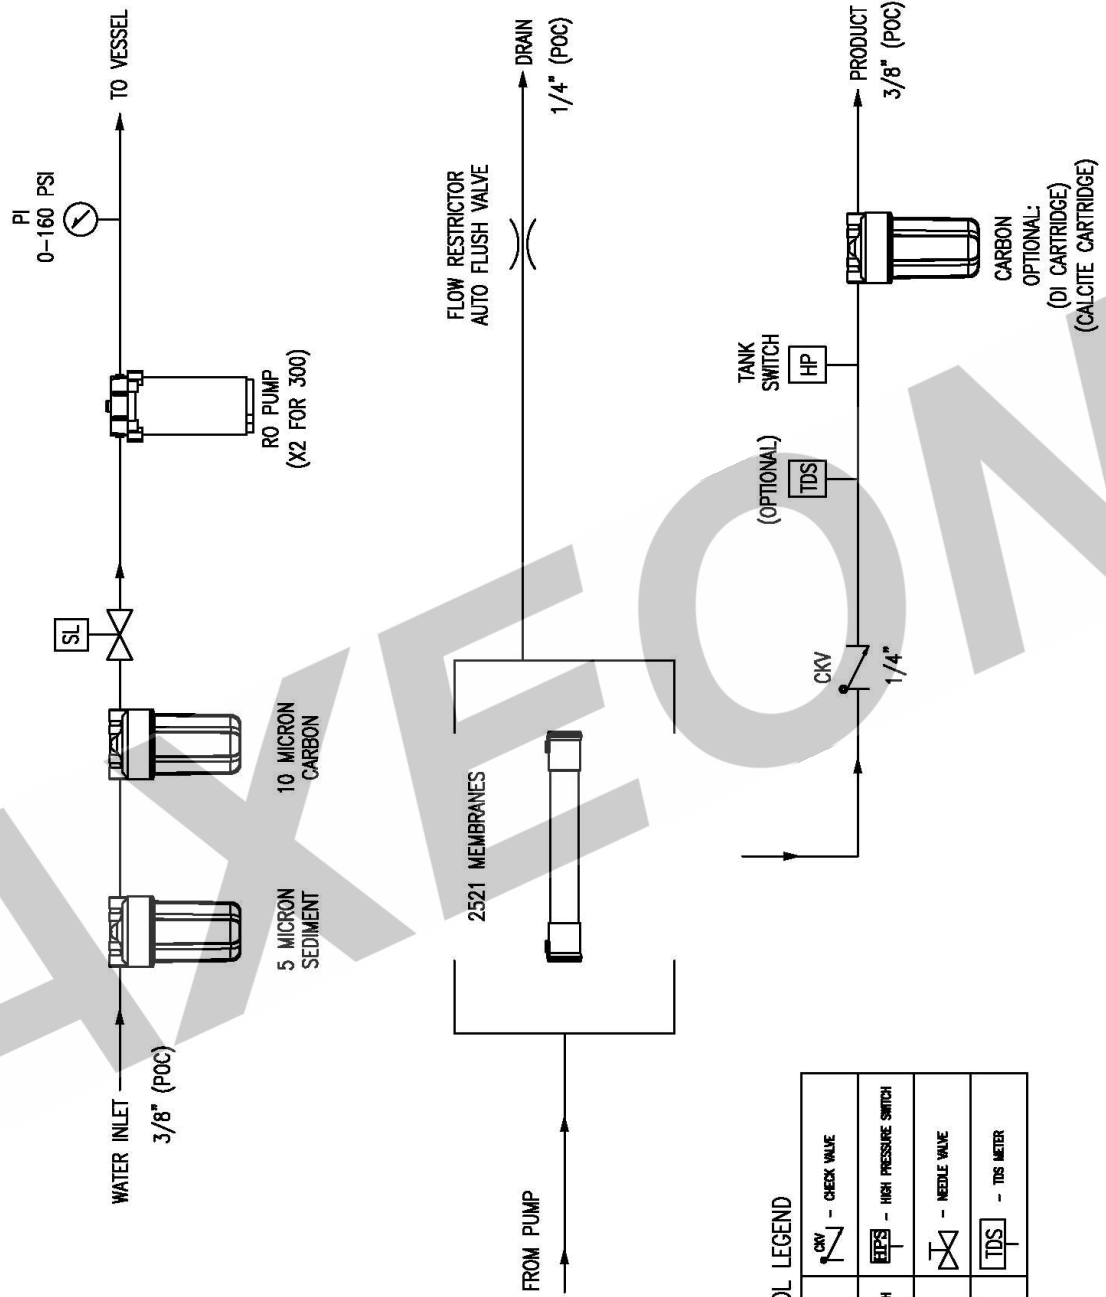 WATER INLET
3/8" (POC)
5 MICRON
SEDIMENT
10 MICRON
CARBON
SL
RO PUMP
(X2 FOR 300)
PI
0-160 PSI
TO VESSEL
FROM PUMP
2521 MEMBRANES
FLOW RESTRICTOR
AUTO FLUSH VALVE
DRAIN
1/4" (POC)
CKV
1/4"
(OPTIONAL)
TDS
TANK
SWITCH
HP
CARBON
OPTIONAL:
(DI CARTRIDGE)
(CALCITE CARTRIDGE)
PRODUCT
3/8" (POC)
LEGEND
CKV - CHECK VALVE
HPS - HIGH PRESSURE SWITCH
- NEEDLE VALVE
TDS - TDS METER
AXEON